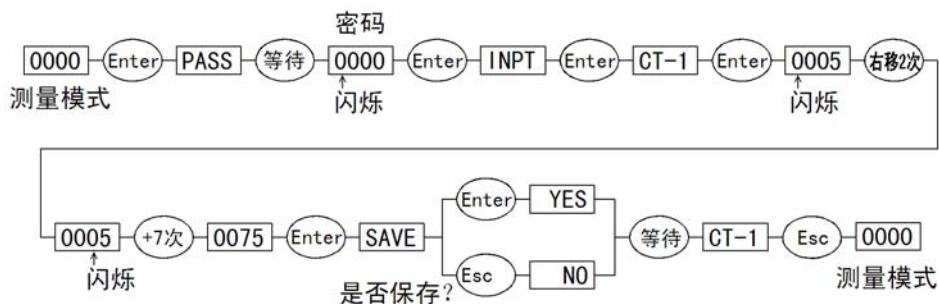 密码
0000 Enter PASS 等待 0000 Enter INPT Enter CT-1 Enter 0005 右移2次
测量模式 闪烁 闪烁
Enter YES
0005 +7次 0075 Enter SAVE 等待 CT-1 Esc 0000
Esc NO
闪烁 是否保存? 测量模式